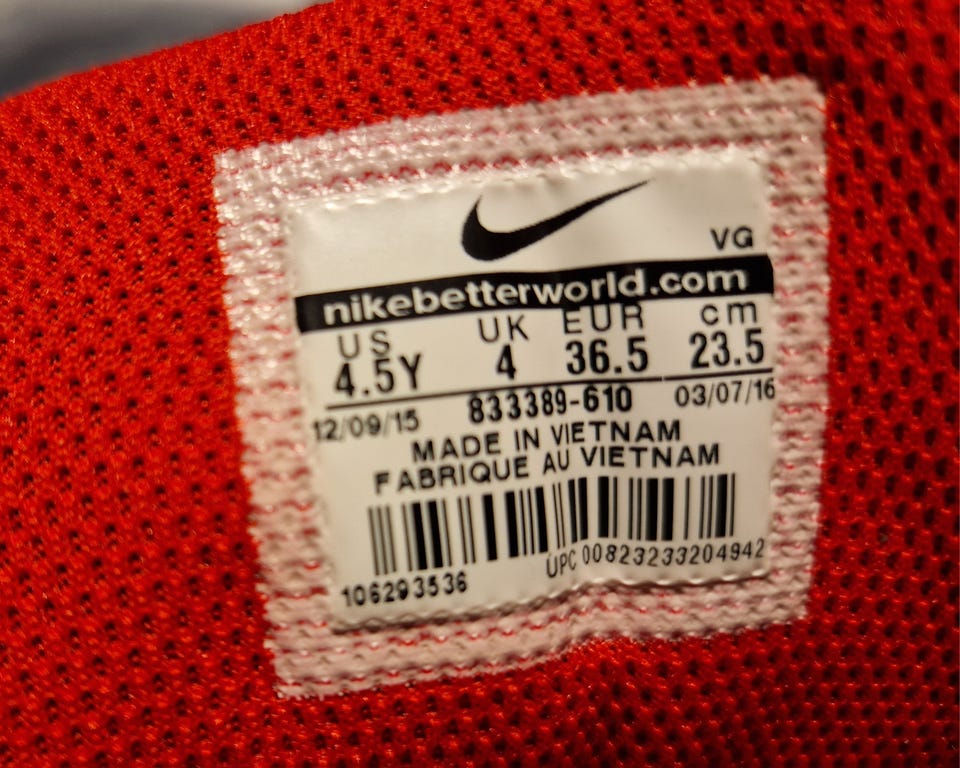 VG
nikebetterworld.com
US UK EUR cm
4.5Y 4 36.5 23.5
12/09/15 833389-610 03/07/16
MADE IN VIETNAM
FABRIQUE AU VIETNAM
106293536 UPC 00823233204942